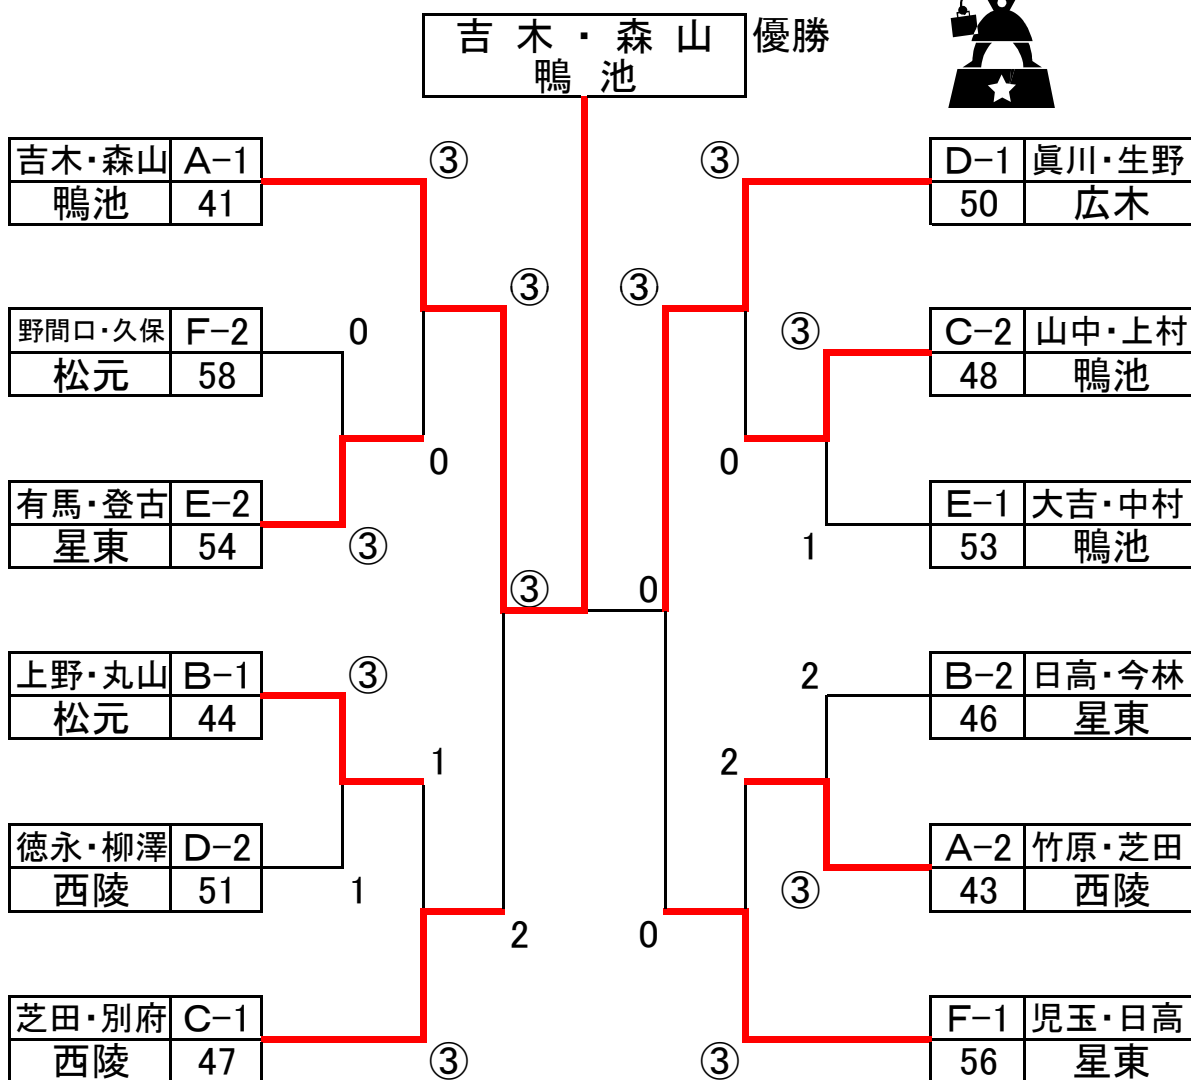 吉木・森山 優勝
鴨池
吉木・森山 A-1
鴨池 41
③
③
D-1 眞川・生野
50 広木
③
③
野間口・久保 F-2
松元 58
0
③
C-2 山中・上村
48 鴨池
0
0
有馬・登古 E-2
星東 54
③
1
E-1 大吉・中村
53 鴨池
③
0
上野・丸山 B-1
松元 44
③
2
B-2 日高・今林
46 星東
1
2
徳永・柳澤 D-2
西陵 51
1
③
A-2 竹原・芝田
43 西陵
2
0
芝田・別府 C-1
西陵 47
③
③
F-1 児玉・日高
56 星東